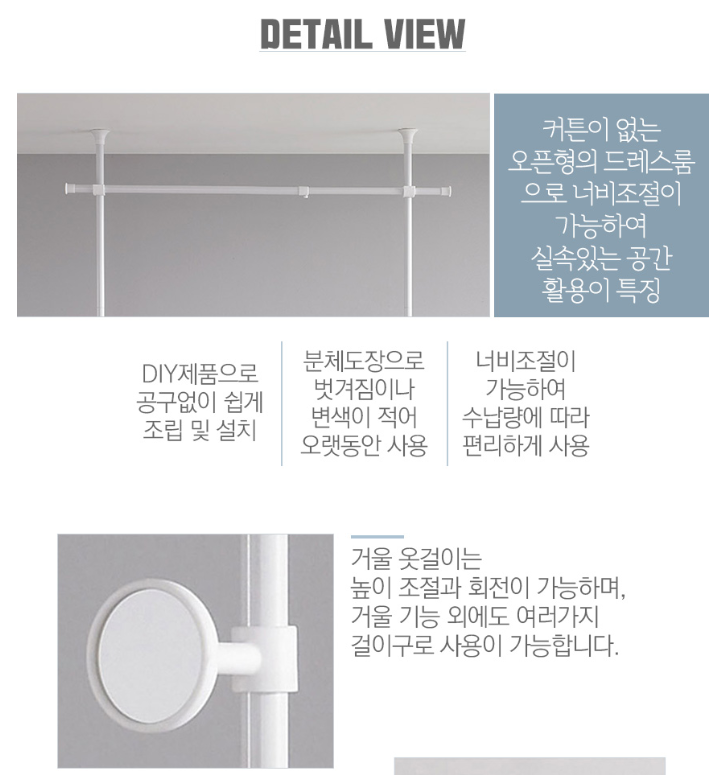 DETAIL VIEW
커튼이 없는
오픈형의 드레스룸
으로 너비조절이
가능하여
실속있는 공간
활용이 특징
DIY제품으로
공구없이 쉽게
조립 및 설치
분체도장으로
벗겨짐이나
변색이 적어
오랫동안 사용
너비조절이
가능하여
수납량에 따라
편리하게 사용
거울 옷걸이는
높이 조절과 회전이 가능하며,
거울 기능 외에도 여러가지
걸이구로 사용이 가능합니다.